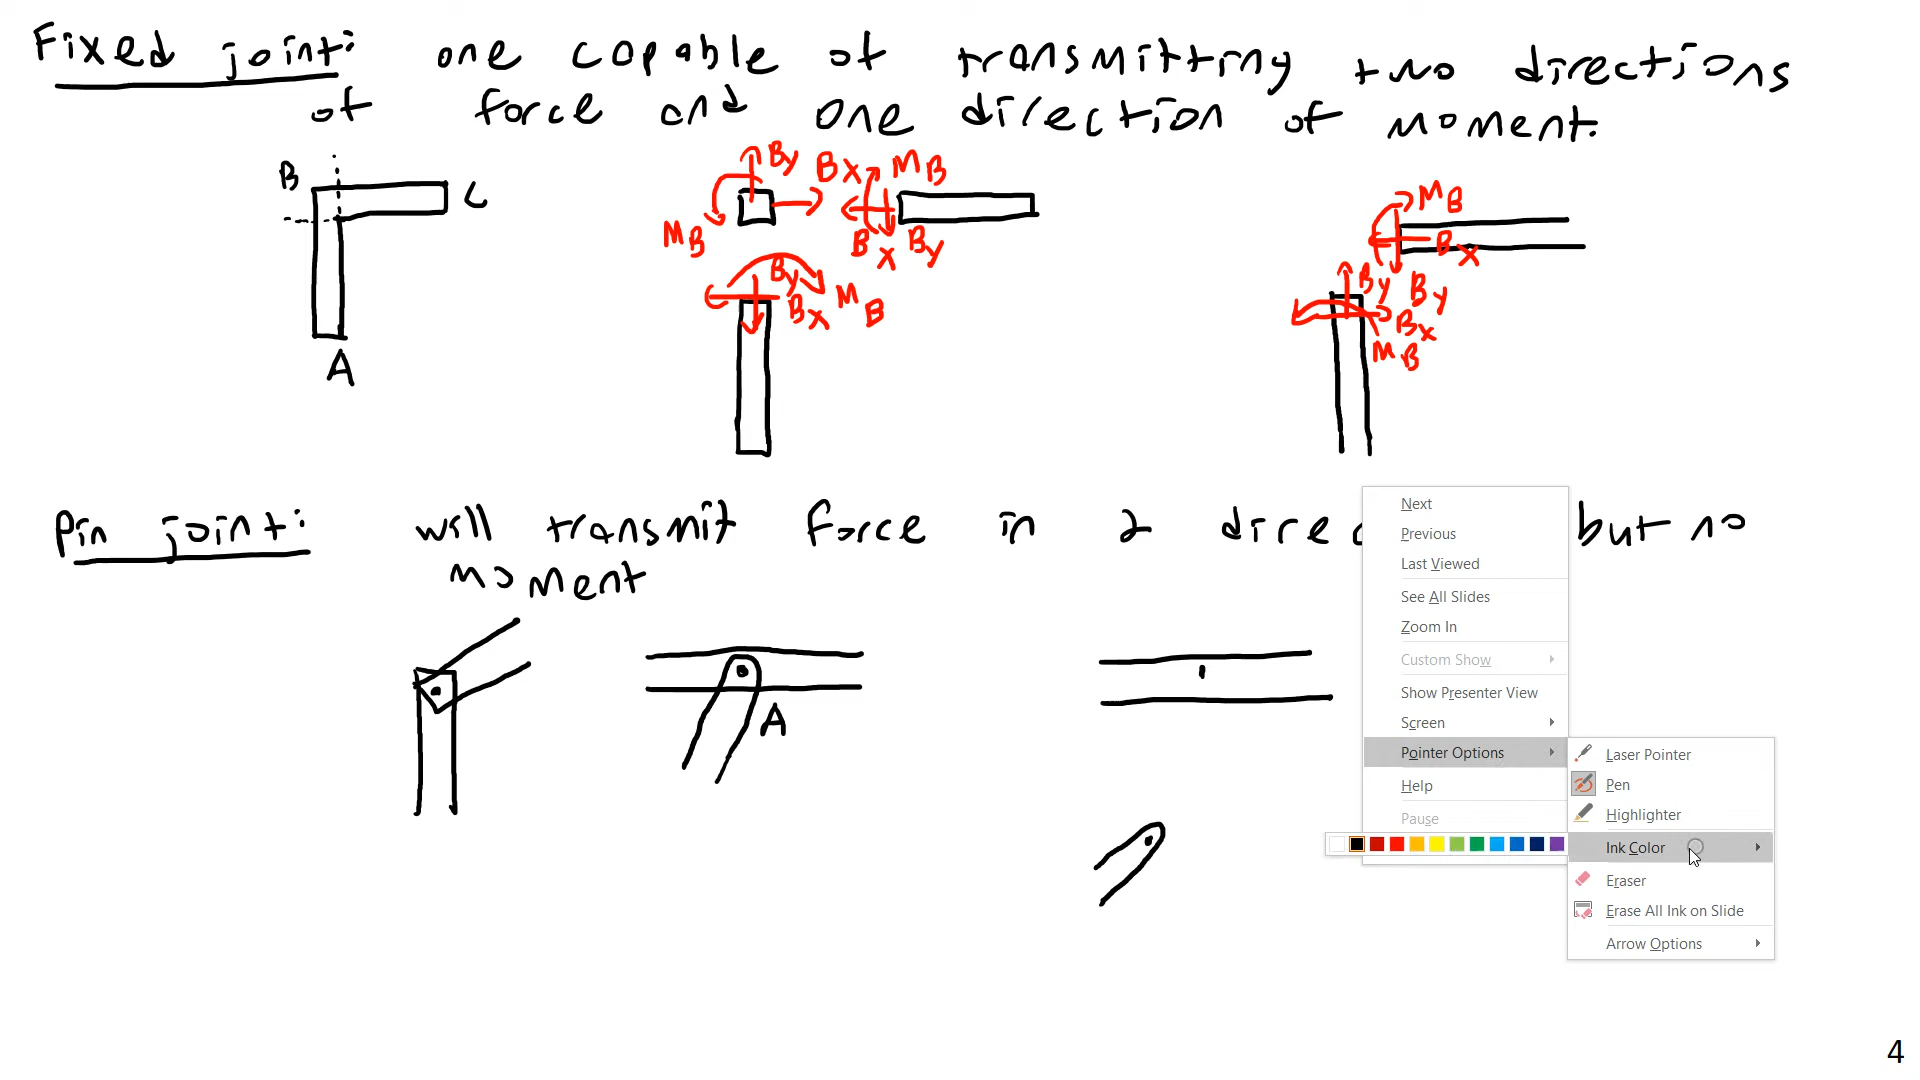 Fixed joint: one capable of transmitting two directions
of force and one direction of moment.
B
C
A
By
Bx
MB
MB
Bx
By
By
Bx
MB
MB
Bx
By
By
Bx
MB
Pin joint: will transmit force in 2 direc but no
moment
A
Next
Previous
Last Viewed
See All Slides
Zoom In
Custom Show
Show Presenter View
Screen
Pointer Options
Help
Pause
Laser Pointer
Pen
Highlighter
Ink Color
Eraser
Erase All Ink on Slide
Arrow Options
4